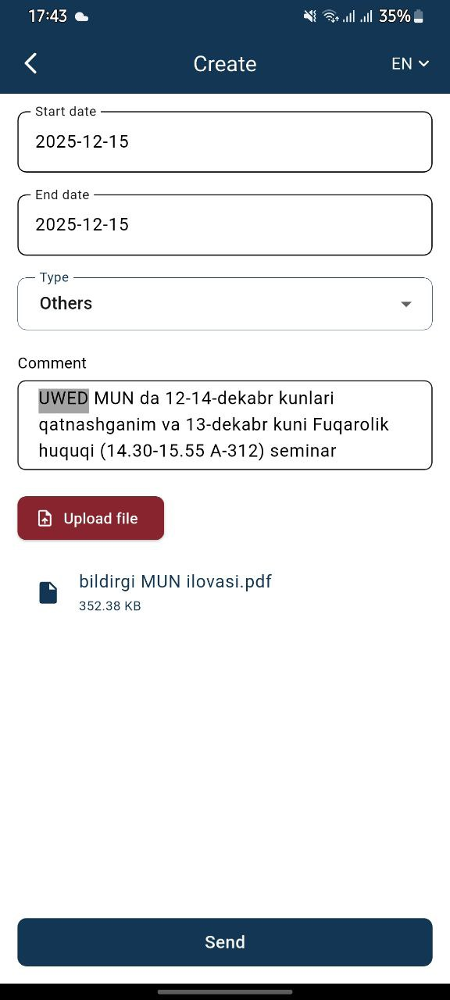 17:43
35%
Create
EN
Start date
2025-12-15
End date
2025-12-15
Type
Others
Comment
UWED MUN da 12-14-dekabr kunlari
qatnashganim va 13-dekabr kuni Fuqarolik
huquqi (14.30-15.55 A-312) seminar
Upload file
bildirgi MUN ilovasi.pdf
352.38 KB
Send